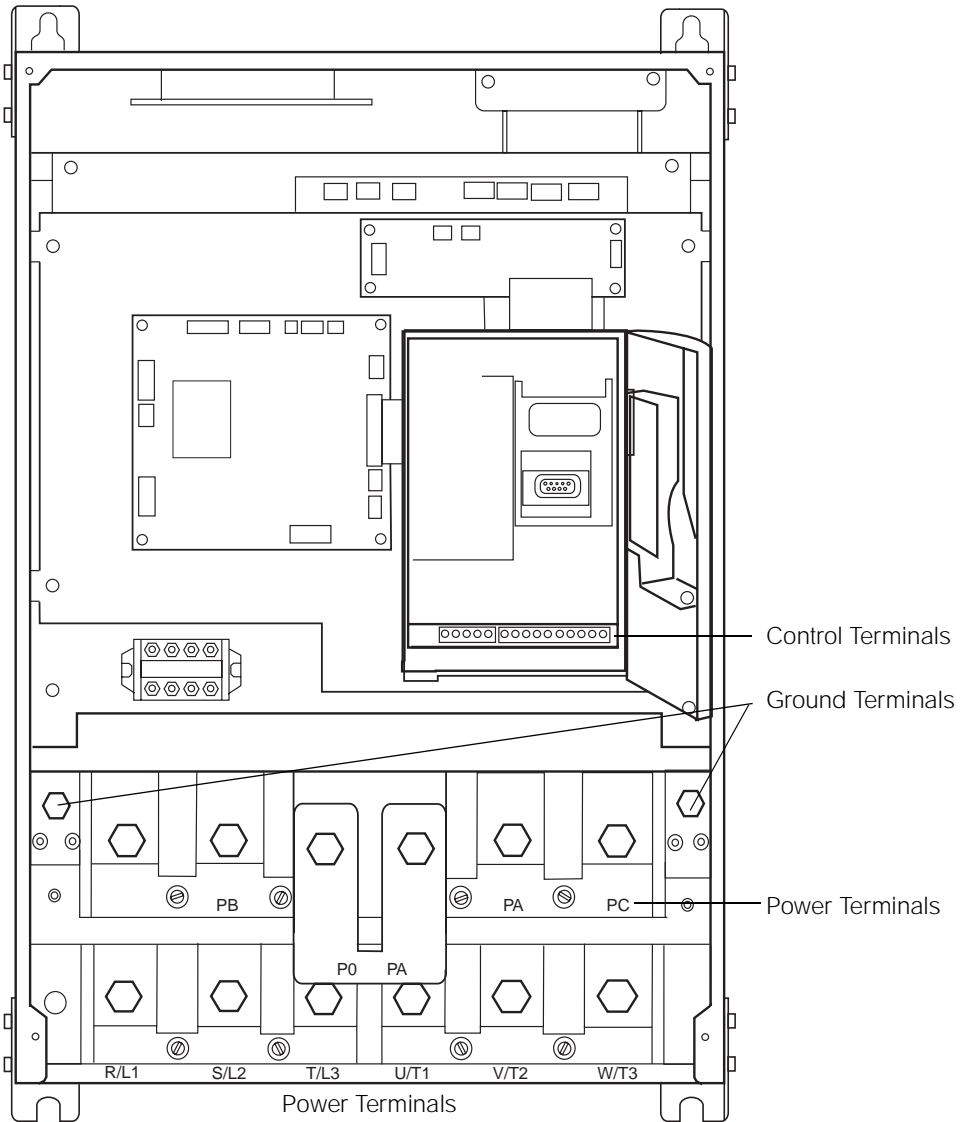 Control Terminals
Ground Terminals
PB
PA
PC
Power Terminals
P0 PA
R/L1 S/L2 T/L3 U/T1 V/T2 W/T3
Power Terminals